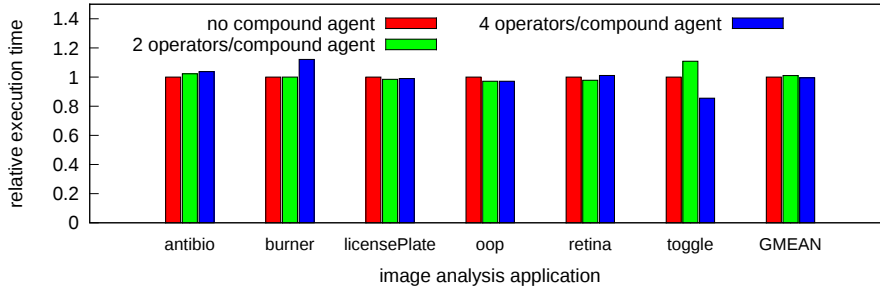 no compound agent
2 operators/compound agent
4 operators/compound agent
relative execution time
1.4
1.2
1
0.8
0.6
0.4
0.2
0
antibio burner licensePlate oop retina toggle GMEAN
image analysis application